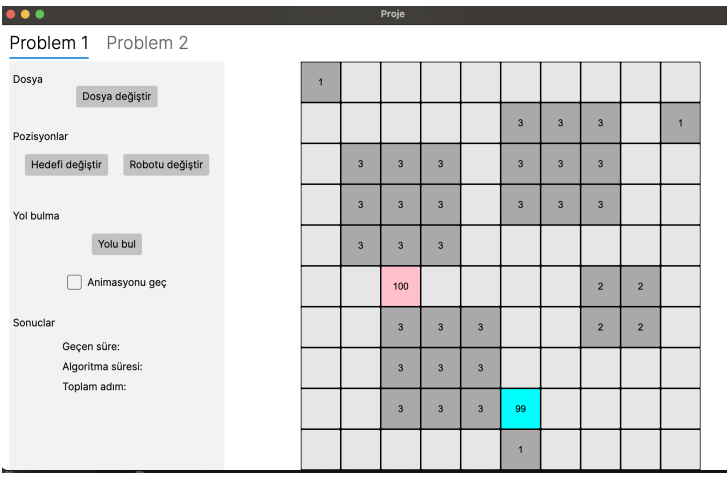 Proje
Problem 1 Problem 2
Dosya
Dosya değiştir
Pozisyonlar
Hedefi değiştir Robotu değiştir
Yol bulma
Yolu bul
Animasyonu geç
Sonuclar
Geçen süre:
Algoritma süresi:
Toplam adım:
1
3 3 3 1
3 3 3 3 3 3
3 3 3 3 3 3
3 3 3
100 2 2
3 3 3 2 2
3 3 3
3 3 3 99
1